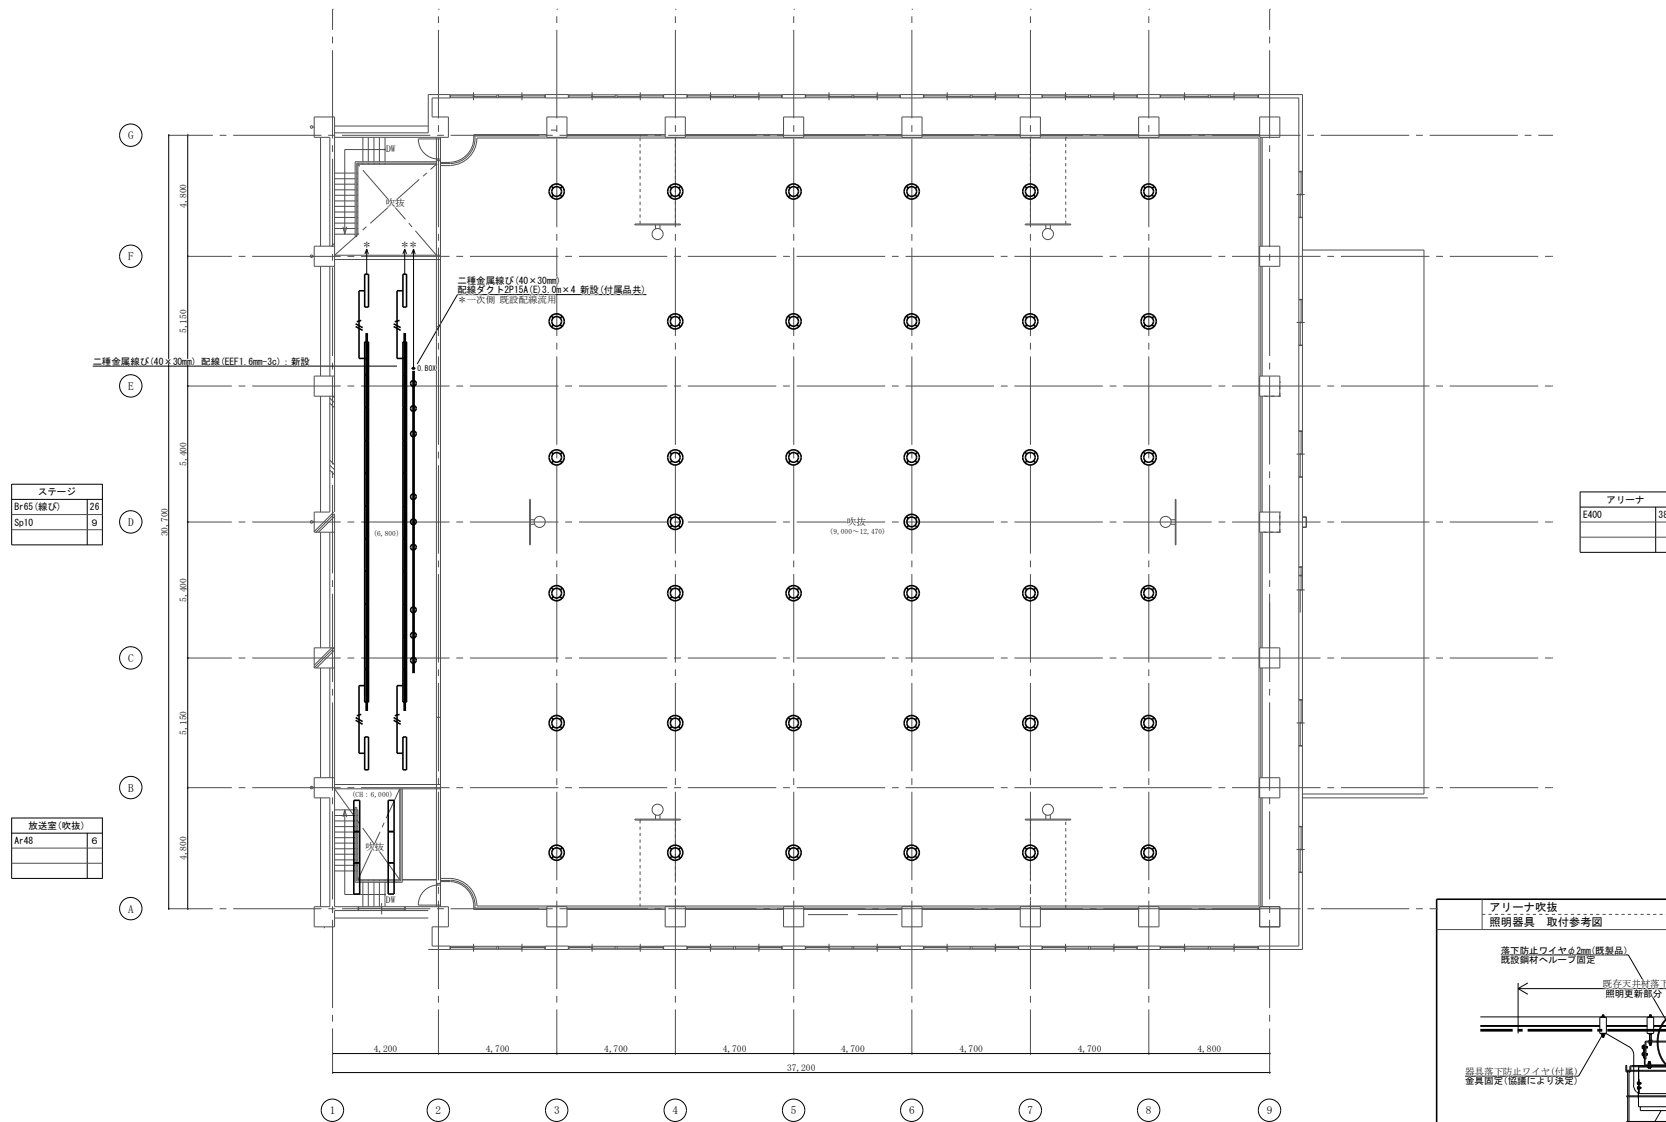 G
DW
4,800
吹抜
F
* * *
二種金属線ぴ(40×30mm)
配線ダクト2P15A(E)3.0m×4 新設(付属品共)
*一次側 既設配線流用
5,150
二種金属線ぴ(40×30mm) 配線(EEF1.6mm-3c) : 新設
O.BOX
E
5,400
ステージ
Br65(線ぴ) 26
Sp10 9
D
30,700
(6,800)
吹抜
(9,000～12,470)
アリーナ
E400 38
5,400
C
5,150
B
(CH : 6,000)
放送室(吹抜)
Ar48 6
4,800
吹抜
DW
A
アリーナ吹抜
照明器具 取付参考図
落下防止ワイヤφ2mm(既製品)
既設鋼材へループ固定
既存天井材落下
照明更新部分
器具落下防止ワイヤ(付属)
金具固定(協議により決定)
4,200 4,700 4,700 4,700 4,700 4,700 4,700 4,800
37,200
1 2 3 4 5 6 7 8 9